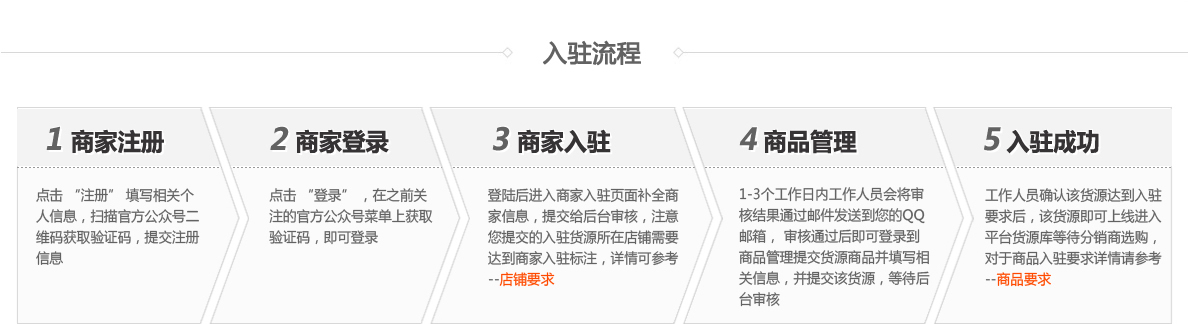 入驻流程
1 商家注册
点击 “注册” 填写相关个
人信息，扫描官方公众号二
维码获取验证码，提交注册
信息
2 商家登录
点击 “登录” ，在之前关
注的官方公众号菜单上获取
验证码，即可登录
3 商家入驻
登陆后进入商家入驻页面补全商
家信息，提交给后台审核，注意
您提交的入驻货源所在店铺需要
达到商家入驻标注，详情可参考
--店铺要求
4 商品管理
1-3个工作日内工作人员会将审
核结果通过邮件发送到您的QQ
邮箱， 审核通过后即可登录到
商品管理提交货源商品并填写相
关信息，并提交该货源，等待后
台审核
5 入驻成功
工作人员确认该货源达到入驻
要求后，该货源即可上线进入
平台货源库等待分销商选购，
对于商品入驻要求详情请参考
--商品要求